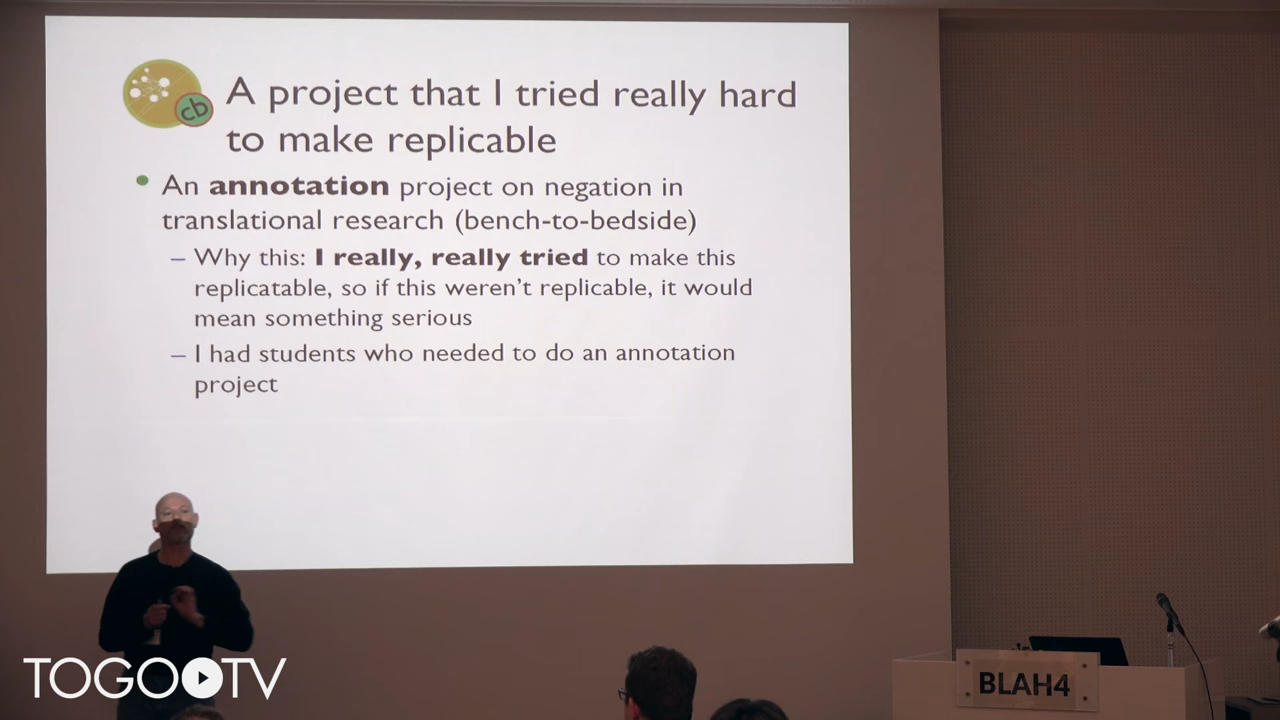 cb
A project that I tried really hard
to make replicable
• An annotation project on negation in
translational research (bench-to-bedside)
– Why this: I really, really tried to make this
replicatable, so if this weren't replicable, it would
mean something serious
– I had students who needed to do an annotation
project
TOGOTV
BLAH4